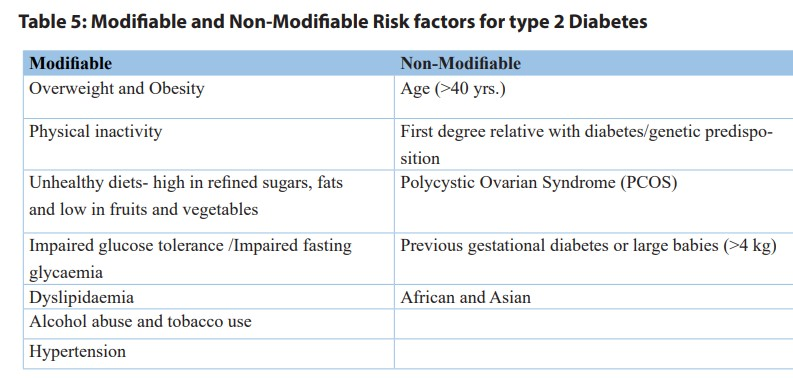 Table 5: Modifiable and Non-Modifiable Risk factors for type 2 Diabetes
Modifiable Non-Modifiable
Overweight and Obesity Age (>40 yrs.)
Physical inactivity First degree relative with diabetes/genetic predispo-
sition
Unhealthy diets- high in refined sugars, fats Polycystic Ovarian Syndrome (PCOS)
and low in fruits and vegetables
Impaired glucose tolerance /Impaired fasting Previous gestational diabetes or large babies (>4 kg)
glycaemia
Dyslipidaemia African and Asian
Alcohol abuse and tobacco use
Hypertension